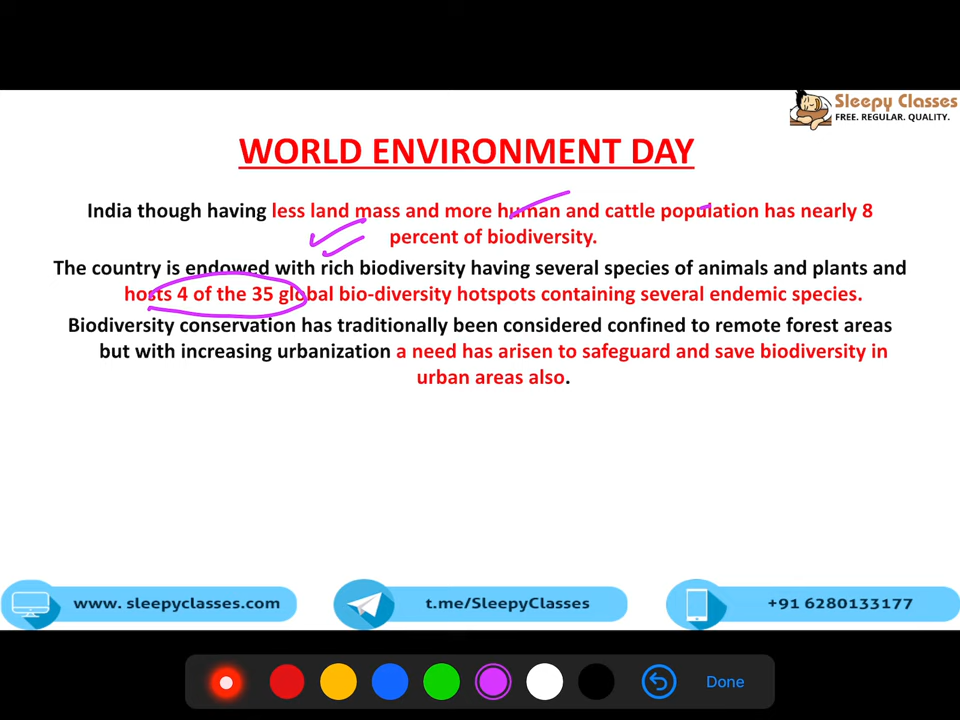 Sleepy Classes
FREE. REGULAR. QUALITY.
WORLD ENVIRONMENT DAY
India though having less land mass and more human and cattle population has nearly 8
percent of biodiversity.
The country is endowed with rich biodiversity having several species of animals and plants and
hosts 4 of the 35 global bio-diversity hotspots containing several endemic species.
Biodiversity conservation has traditionally been considered confined to remote forest areas
but with increasing urbanization a need has arisen to safeguard and save biodiversity in
urban areas also.
www. sleepyclasses.com
t.me/SleepyClasses
+91 6280133177
Done